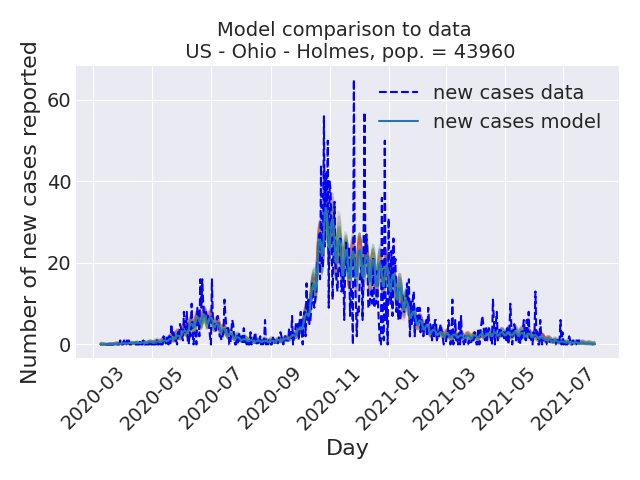 Model comparison to data
US - Ohio - Holmes, pop. = 43960
Number of new cases reported
60
40
20
0
new cases data
new cases model
2020-03
2020-05
2020-07
2020-09
2020-11
2021-01
2021-03
2021-05
2021-07
Day